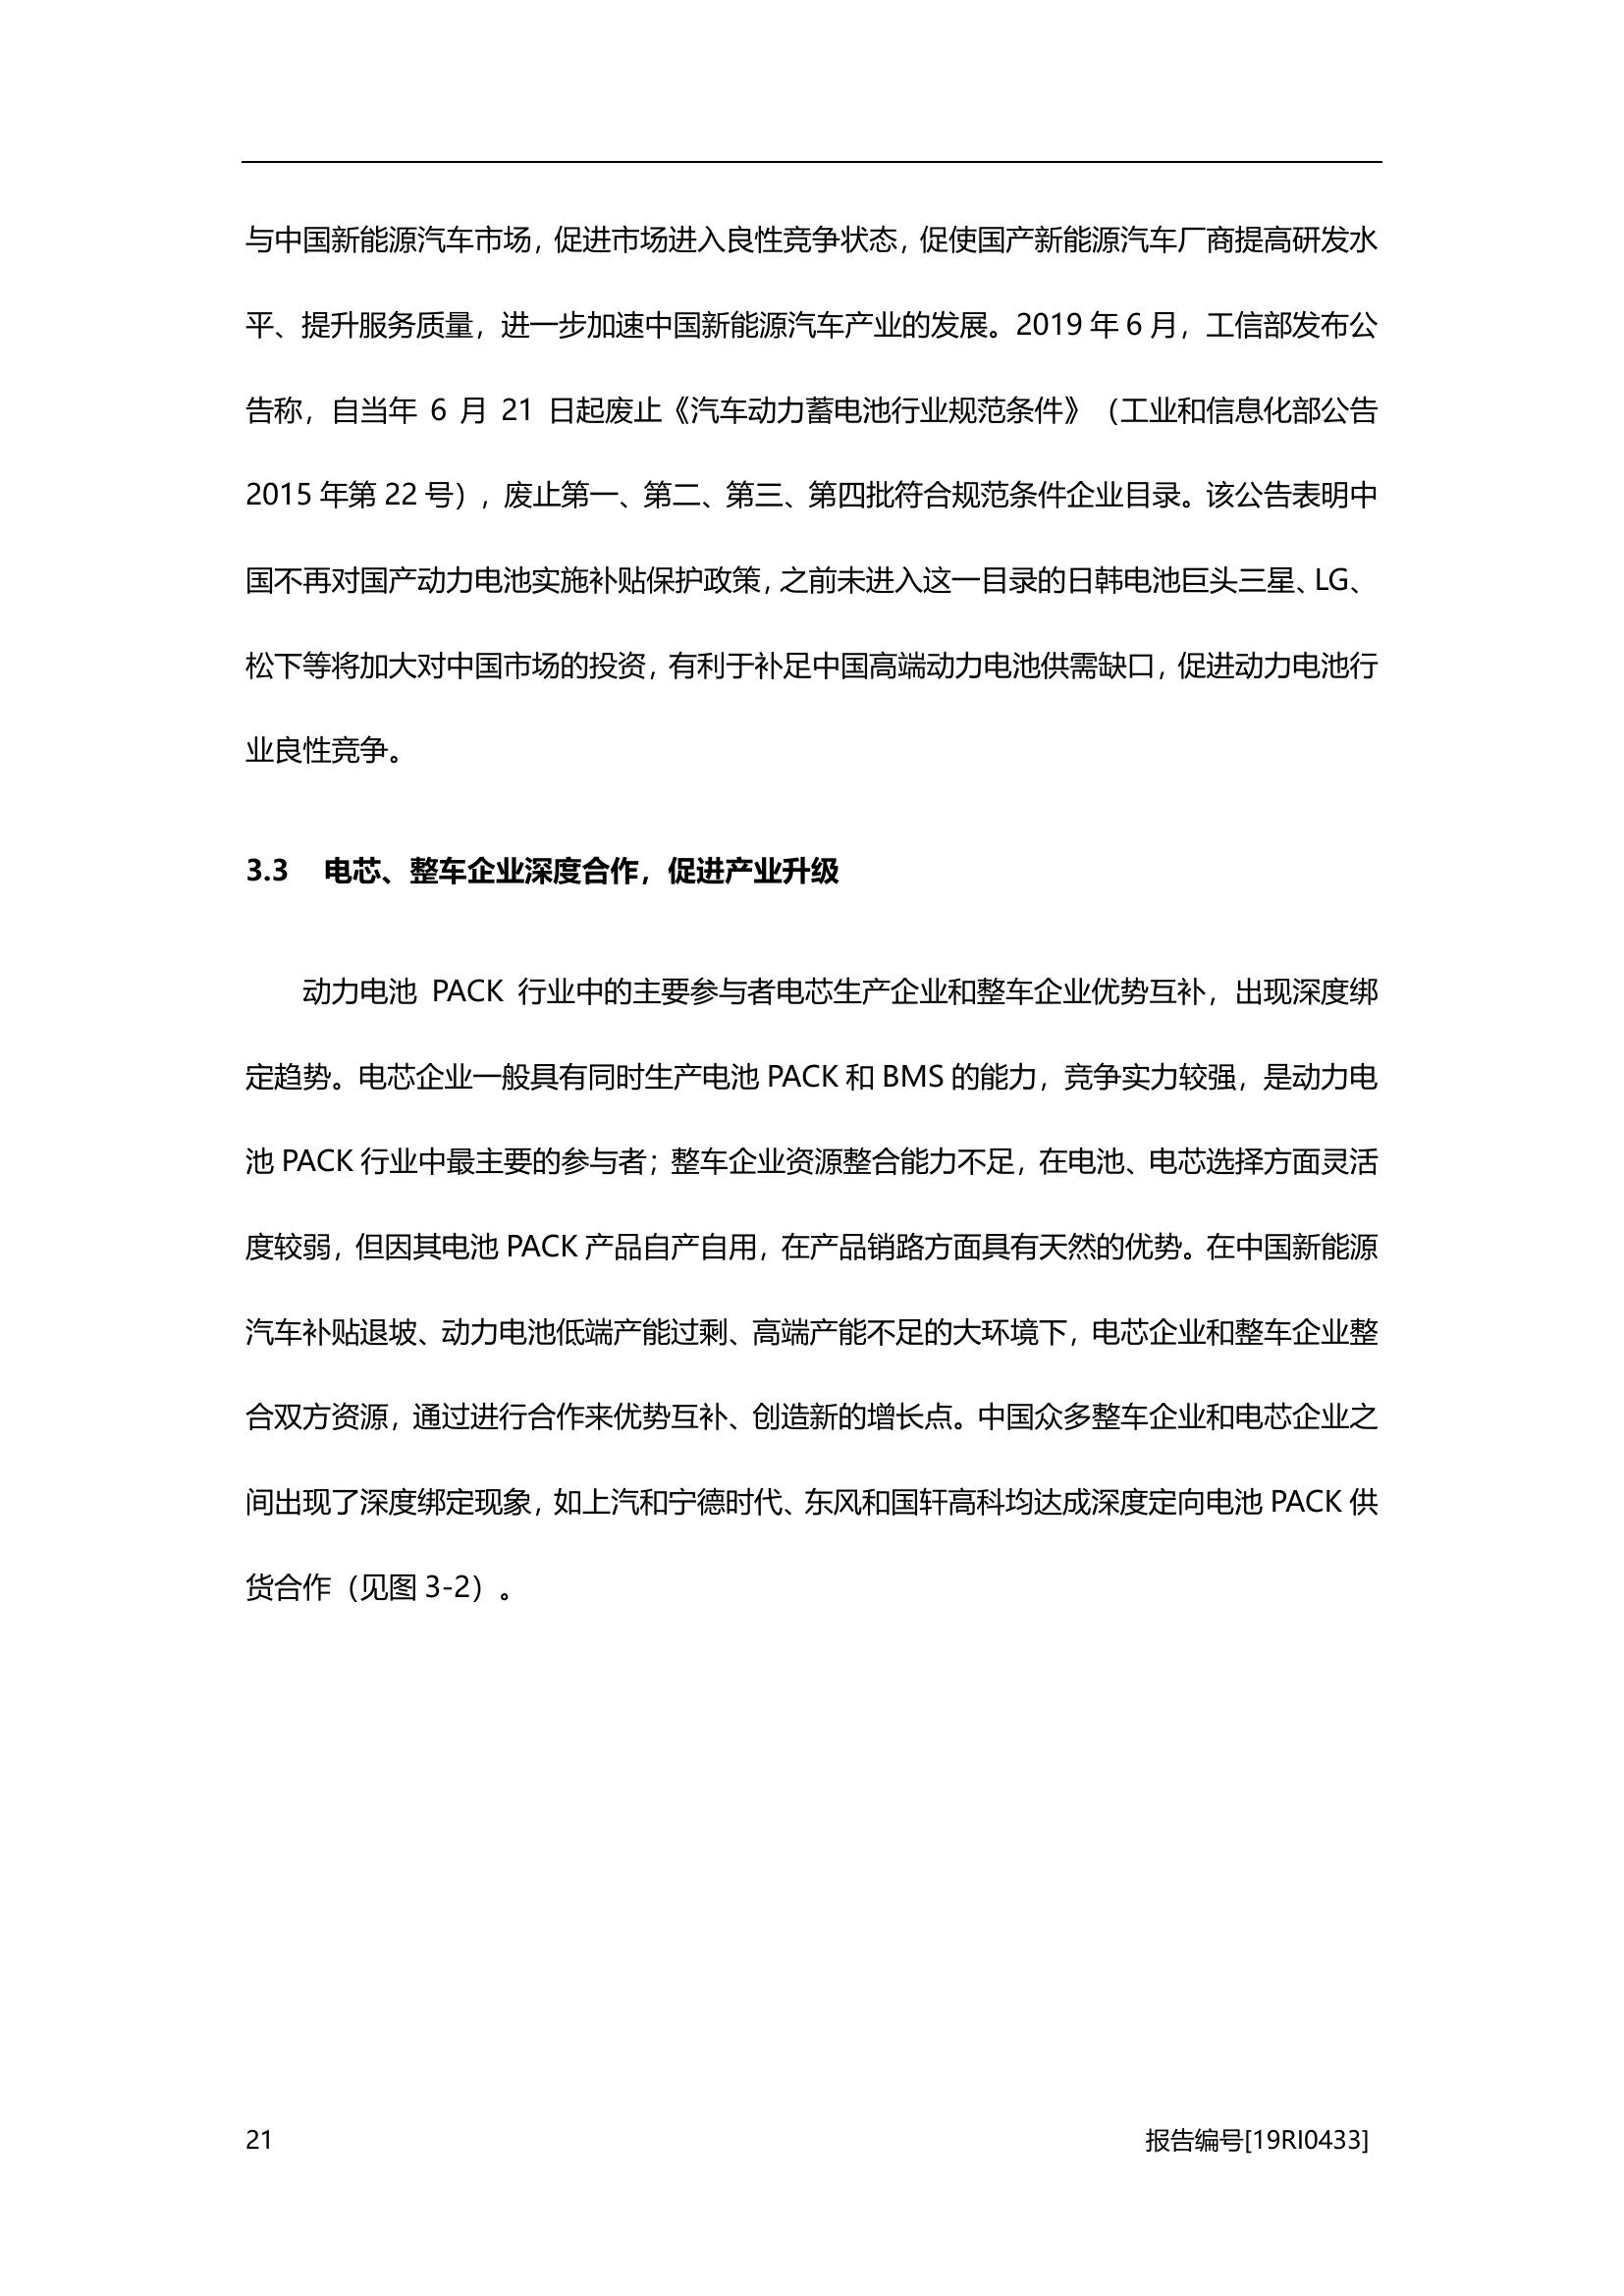 与中国新能源汽车市场，促进市场进入良性竞争状态，促使国产新能源汽车厂商提高研发水
平、提升服务质量，进一步加速中国新能源汽车产业的发展。2019 年 6 月，工信部发布公
告称，自当年 6 月 21 日起废止《汽车动力蓄电池行业规范条件》（工业和信息化部公告
2015 年第 22 号），废止第一、第二、第三、第四批符合规范条件企业目录。该公告表明中
国不再对国产动力电池实施补贴保护政策，之前未进入这一目录的日韩电池巨头三星、LG、
松下等将加大对中国市场的投资，有利于补足中国高端动力电池供需缺口，促进动力电池行
业良性竞争。
3.3 电芯、整车企业深度合作，促进产业升级
动力电池 PACK 行业中的主要参与者电芯生产企业和整车企业优势互补，出现深度绑
定趋势。电芯企业一般具有同时生产电池 PACK 和 BMS 的能力，竞争实力较强，是动力电
池 PACK 行业中最主要的参与者；整车企业资源整合能力不足，在电池、电芯选择方面灵活
度较弱，但因其电池 PACK 产品自产自用，在产品销路方面具有天然的优势。在中国新能源
汽车补贴退坡、动力电池低端产能过剩、高端产能不足的大环境下，电芯企业和整车企业整
合双方资源，通过进行合作来优势互补、创造新的增长点。中国众多整车企业和电芯企业之
间出现了深度绑定现象，如上汽和宁德时代、东风和国轩高科均达成深度定向电池 PACK 供
货合作（见图 3-2）。
21 报告编号[19RI0433]